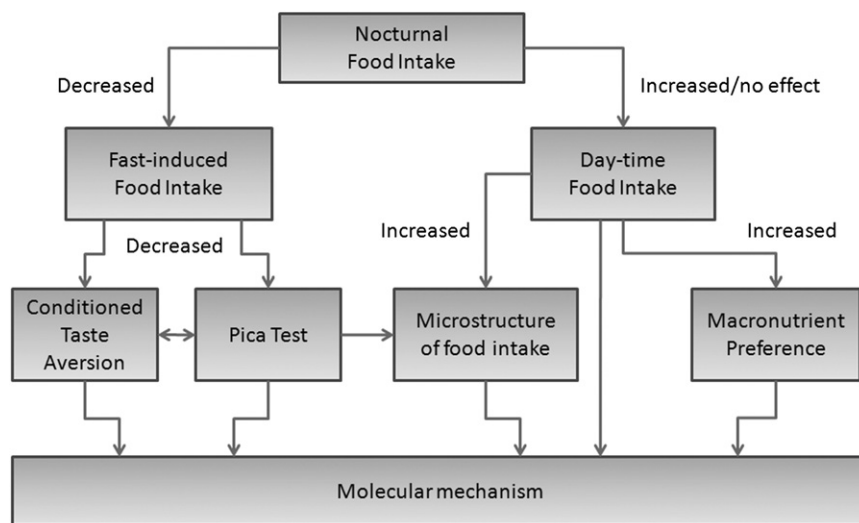 Nocturnal
Food Intake
Decreased
Increased/no effect
Fast-induced
Food Intake
Day-time
Food Intake
Decreased
Increased
Increased
Conditioned
Taste
Aversion
Pica Test
Microstructure
of food intake
Macronutrient
Preference
Molecular mechanism